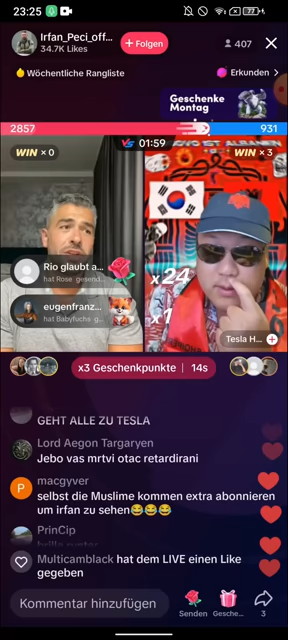 23:25
77
Irfan_Peci_off...
34.7K Likes
+ Folgen
407
Wöchentliche Rangliste
Erkunden >
Geschenke
Montag
2857
931
WIN × 0
VS 01:59
WIN × 3
Rio glaubt a...
hat Rose gesend...
x24
eugenfranz...
hat Babyfuchs g...
x1
Tesla H...
x3 Geschenkpunkte | 14s
GEHT ALLE ZU TESLA
Lord Aegon Targaryen
Jebo vas mrtvi otac retardirani
P
macgyver
selbst die Muslime kommen extra abonnieren
um irfan zu sehen😂😂😂
PrinCip
Multicamblack hat dem LIVE einen Like
gegeben
Kommentar hinzufügen
Senden
Gesche...
3